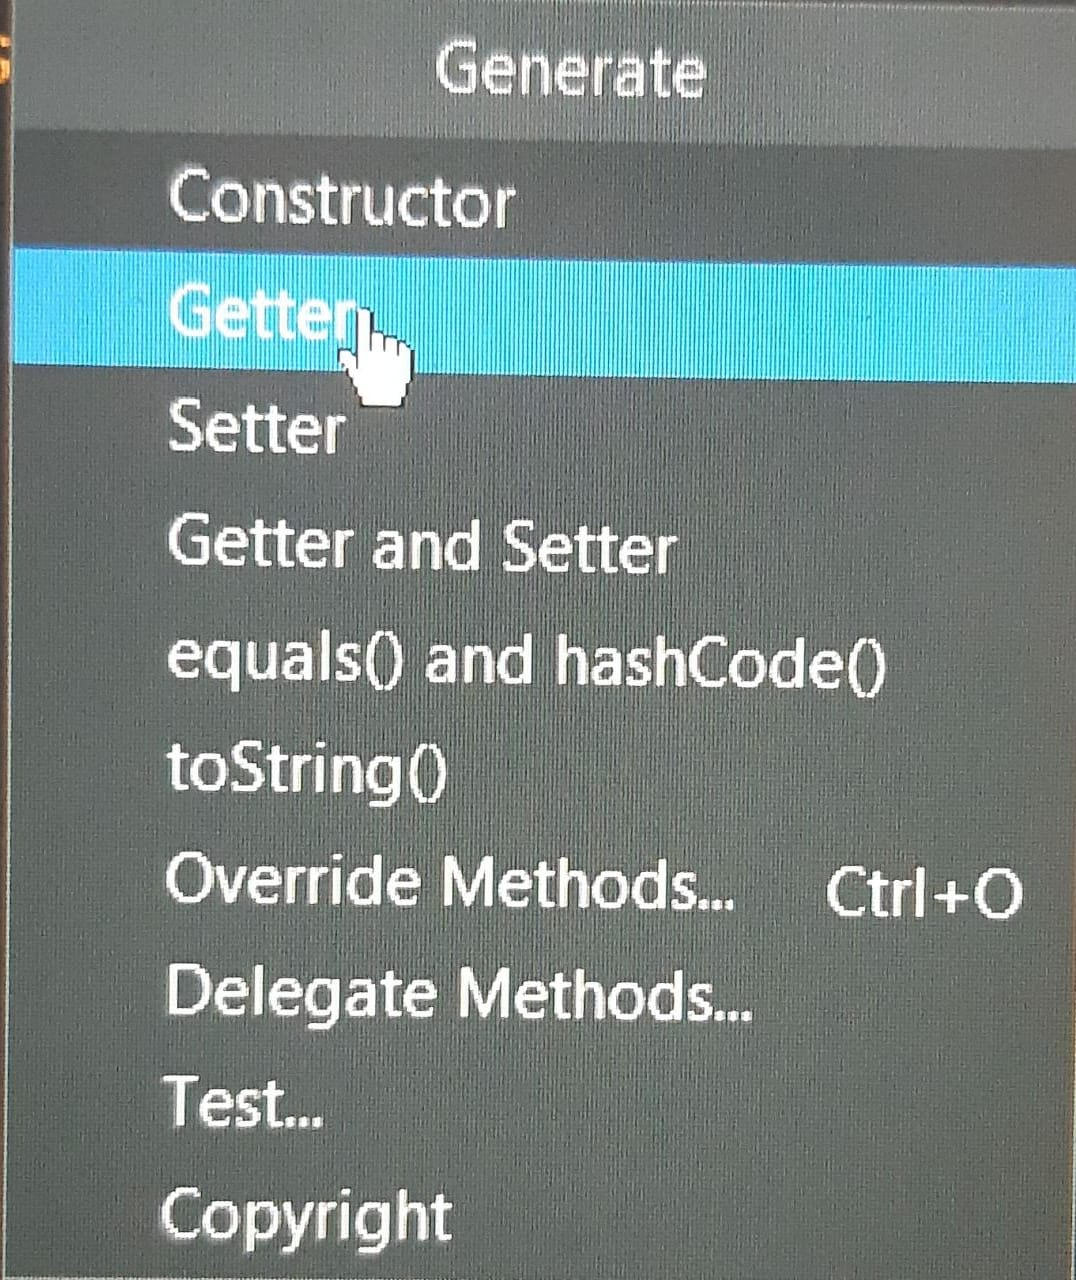 Generate
Constructor
Getter
Setter
Getter and Setter
equals() and hashCode()
toString()
Override Methods... Ctrl+O
Delegate Methods...
Test...
Copyright